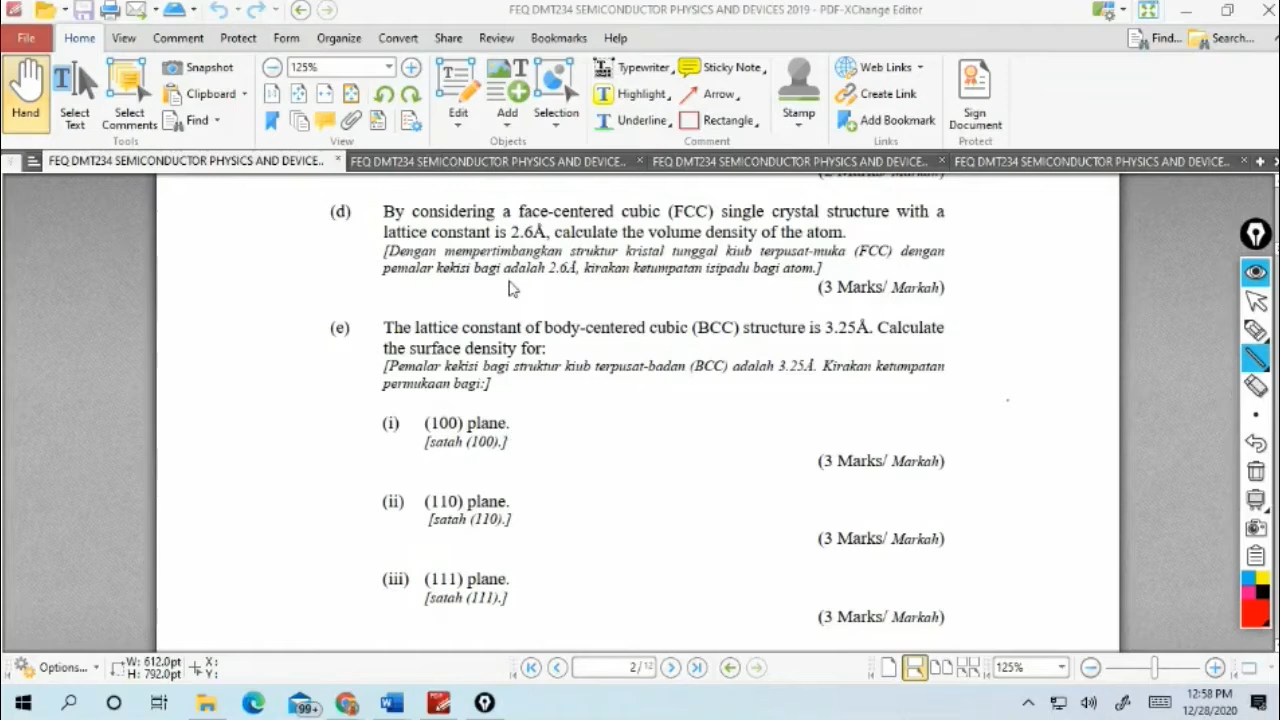 FEQ DMT234 SEMICONDUCTOR PHYSICS AND DEVICES 2019 - PDF-XChange Editor
File Home View Comment Protect Form Organize Convert Share Review Bookmarks Help Find... Search...
Hand
Select Text
Select Comments
Snapshot
Clipboard
Find
Tools
125%
View
Edit
Add
Selection
Objects
Typewriter
Highlight
Underline
Sticky Note
Arrow
Rectangle
Stamp
Comment
Web Links
Create Link
Add Bookmark
Links
Sign Document
Protect
FEQ DMT234 SEMICONDUCTOR PHYSICS AND DEVICE.. FEQ DMT234 SEMICONDUCTOR PHYSICS AND DEVICE.. FEQ DMT234 SEMICONDUCTOR PHYSICS AND DEVICE.. FEQ DMT234 SEMICONDUCTOR PHYSICS AND DEVICE..
(d) By considering a face-centered cubic (FCC) single crystal structure with a
lattice constant is 2.6Å, calculate the volume density of the atom.
[Dengan mempertimbangkan struktur kristal tunggal kiub terpusat-muka (FCC) dengan
pemalar kekisi bagi adalah 2.6Å, kirakan ketumpatan isipadu bagi atom.]
(3 Marks/ Markah)
(e) The lattice constant of body-centered cubic (BCC) structure is 3.25Å. Calculate
the surface density for:
[Pemalar kekisi bagi struktur kiub terpusat-badan (BCC) adalah 3.25Å. Kirakan ketumpatan
permukaan bagi:]
(i) (100) plane.
[satah (100).]
(3 Marks/ Markah)
(ii) (110) plane.
[satah (110).]
(3 Marks/ Markah)
(iii) (111) plane.
[satah (111).]
(3 Marks/ Markah)
Options... W: 612.0pt X:
H: 792.0pt Y:
2 / 12
125%
99+
12:58 PM
12/28/2020